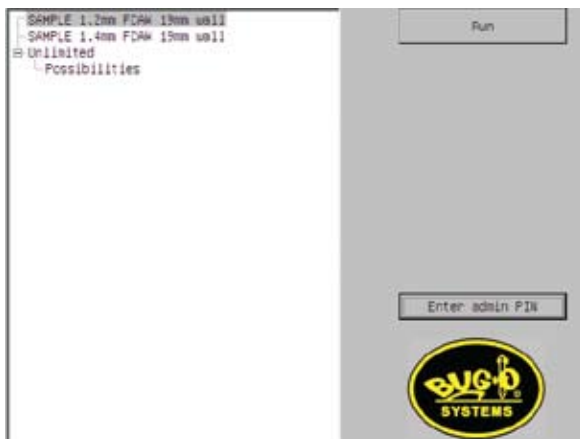 SAMPLE 1.2mm FCAW 19mm wall
SAMPLE 1.4mm FCAW 19mm wall
Unlimited
Possibilities
Run
Enter admin PIN
BUG-O
SYSTEMS